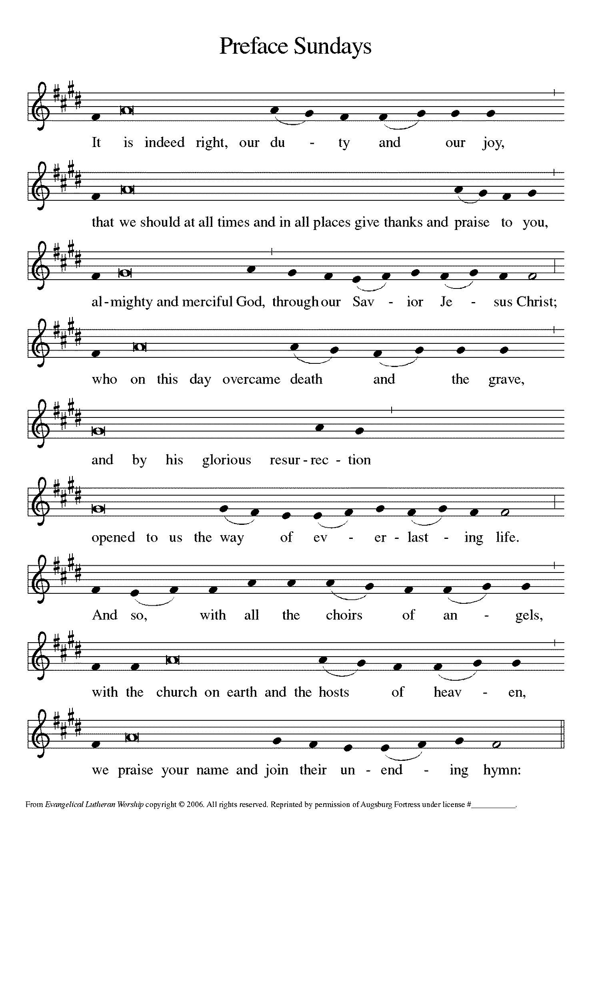 Preface Sundays
It is indeed right, our du - ty and our joy,
that we should at all times and in all places give thanks and praise to you,
al - mighty and merciful God, through our Sav - ior Je - sus Christ;
who on this day overcame death and the grave,
and by his glorious resur - rec - tion
opened to us the way of ev - er - last - ing life.
And so, with all the choirs of an - gels,
with the church on earth and the hosts of heav - en,
we praise your name and join their un - end - ing hymn:
From Evangelical Lutheran Worship copyright © 2006. All rights reserved. Reprinted by permission of Augsburg Fortress under license #___________.